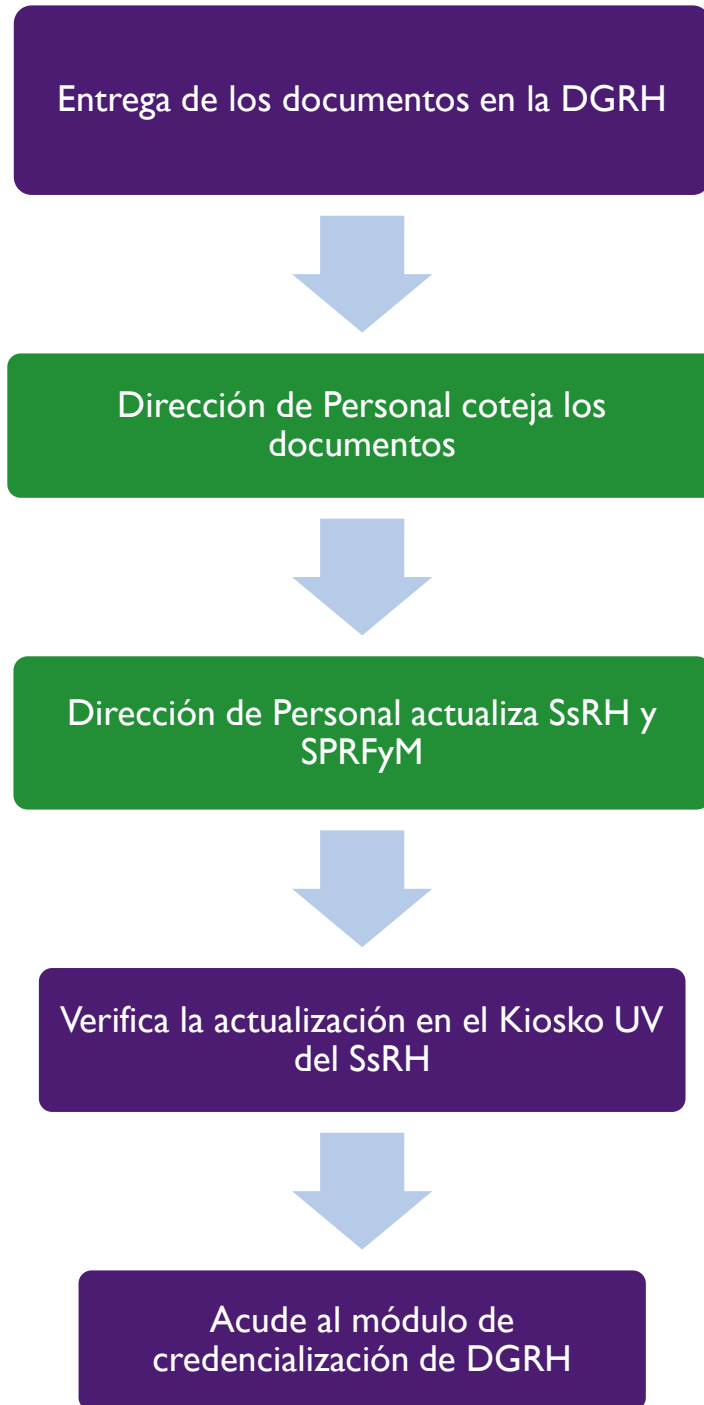 Entrega de los documentos en la DGRH
Dirección de Personal coteja los
documentos
Dirección de Personal actualiza SsRH y
SPRFyM
Verifica la actualización en el Kiosko UV
del SsRH
Acude al módulo de
credencialización de DGRH